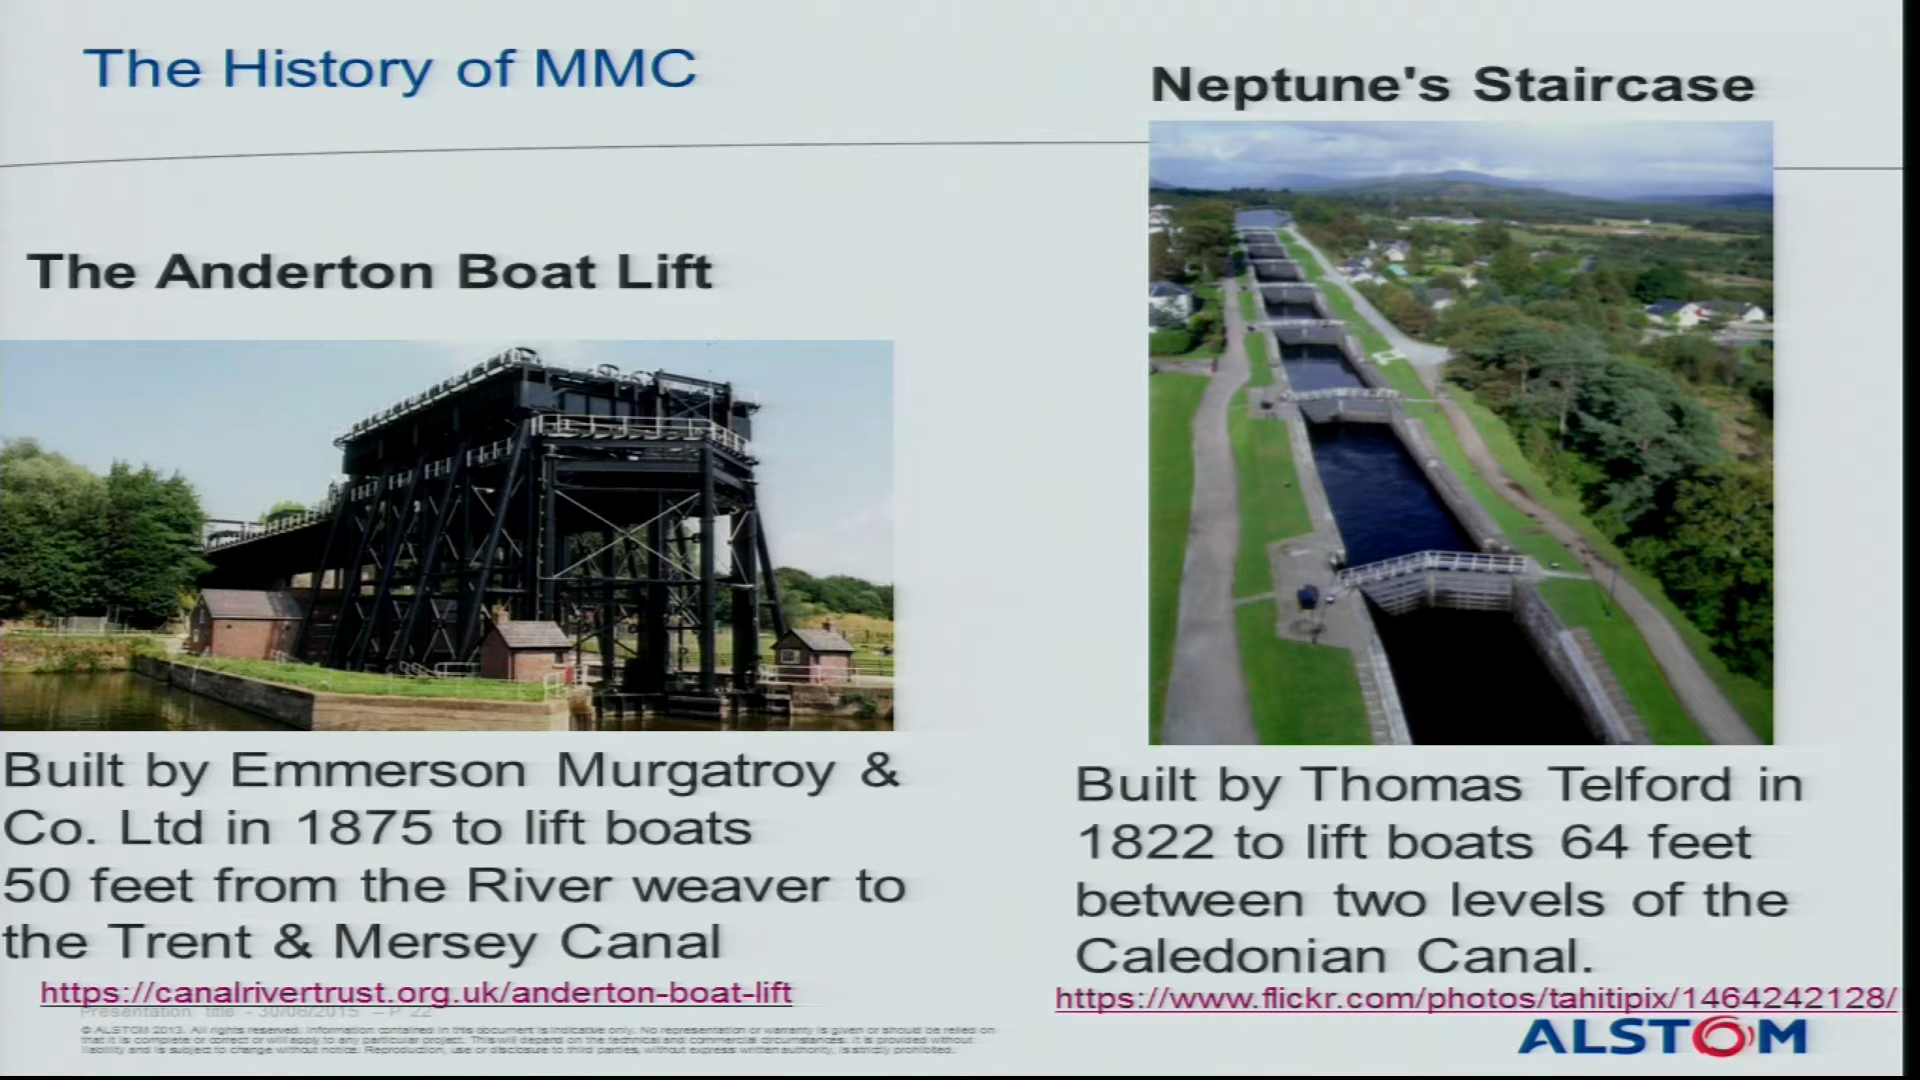 The History of MMC
Neptune's Staircase
The Anderton Boat Lift
Built by Emmerson Murgatroy &
Co. Ltd in 1875 to lift boats
50 feet from the River weaver to
the Trent & Mersey Canal
https://canalrivertrust.org.uk/anderton-boat-lift
Built by Thomas Telford in
1822 to lift boats 64 feet
between two levels of the
Caledonian Canal.
https://www.flickr.com/photos/tahitipix/1464242128/
Presentation title - 30/06/2015 – P 22
© ALSTOM 2013. All rights reserved. Information contained in this document is indicative only. No representation or warranty is given or should be relied on
that it is complete or correct or will apply to any particular project. This will depend on the technical and commercial circumstances. It is provided without
liability and is subject to change without notice. Reproduction, use or disclosure to third parties, without express written authority, is strictly prohibited.
ALSTOM